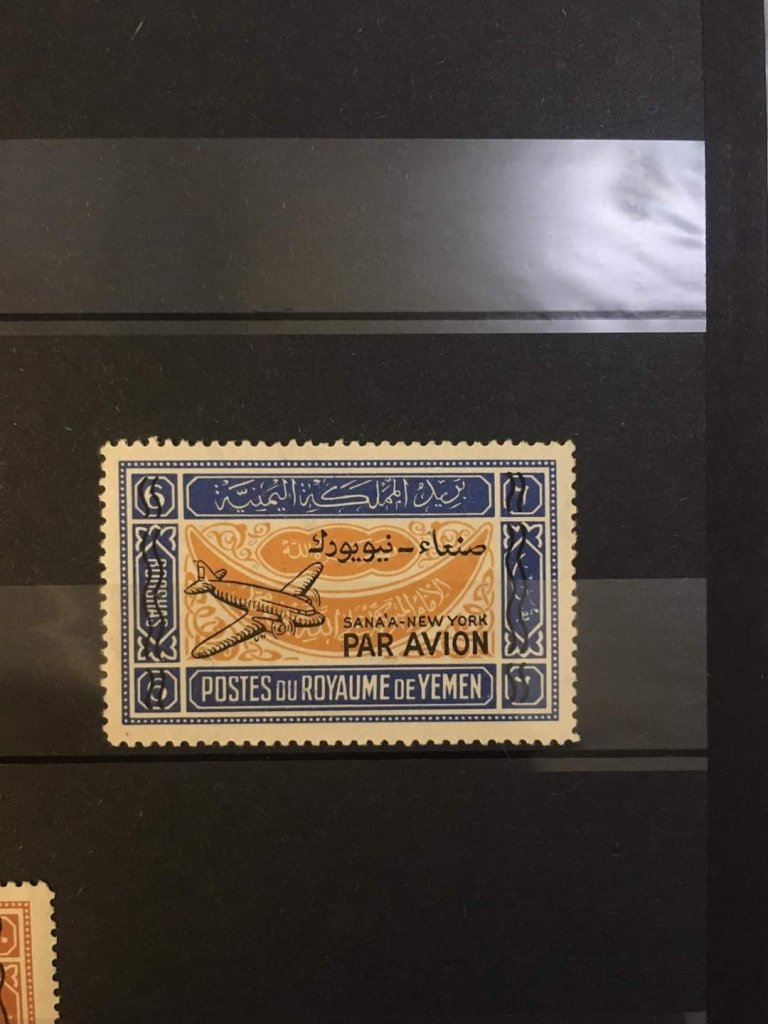 بريد المملكة اليمنية
صنعاء - نيويورك
SANA'A-NEW YORK
PAR AVION
POSTES DU ROYAUME DE YEMEN